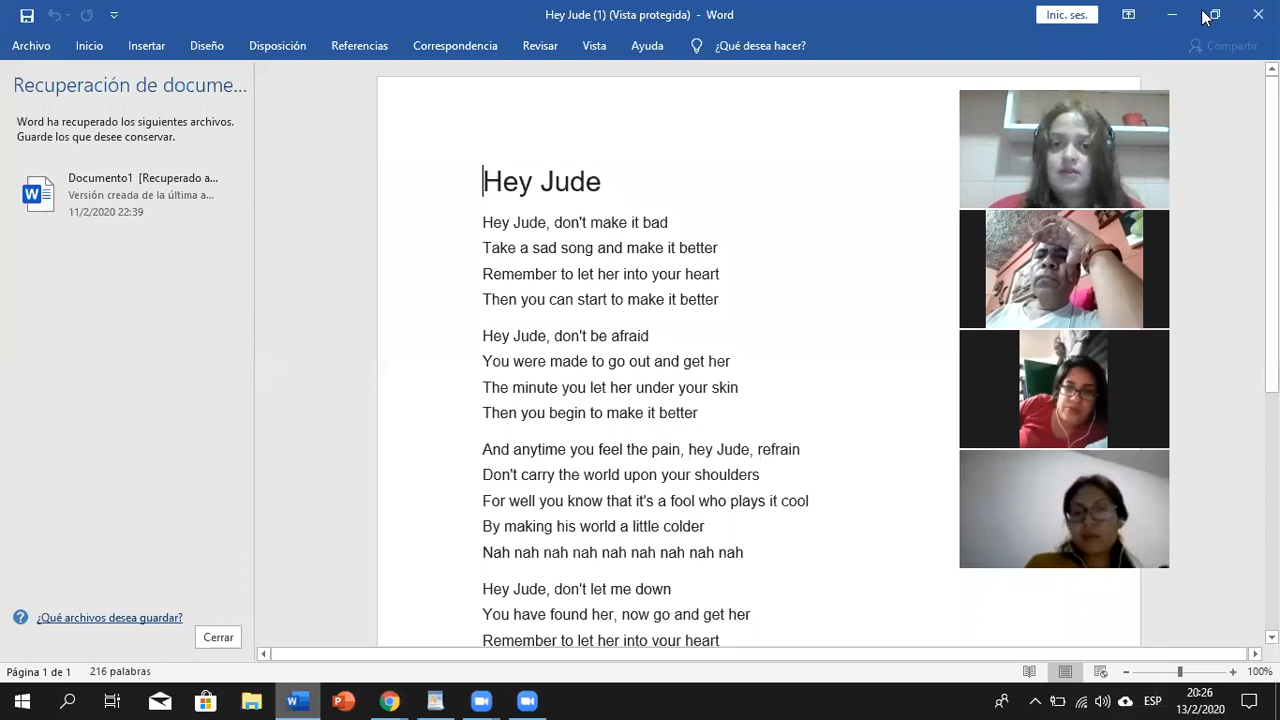 Hey Jude (1) (Vista protegida) - Word
Inic. ses.
Archivo Inicio Insertar Diseño Disposición Referencias Correspondencia Revisar Vista Ayuda ¿Qué desea hacer? Compartir
Recuperación de docume...
Word ha recuperado los siguientes archivos.
Guarde los que desee conservar.
Documento1 [Recuperado a...
Versión creada de la última a...
11/2/2020 22:39
¿Qué archivos desea guardar?
Cerrar
Hey Jude
Hey Jude, don't make it bad
Take a sad song and make it better
Remember to let her into your heart
Then you can start to make it better
Hey Jude, don't be afraid
You were made to go out and get her
The minute you let her under your skin
Then you begin to make it better
And anytime you feel the pain, hey Jude, refrain
Don't carry the world upon your shoulders
For well you know that it's a fool who plays it cool
By making his world a little colder
Nah nah nah nah nah nah nah nah nah
Hey Jude, don't let me down
You have found her, now go and get her
Remember to let her into your heart
Página 1 de 1 216 palabras
100%
ESP
20:26
13/2/2020